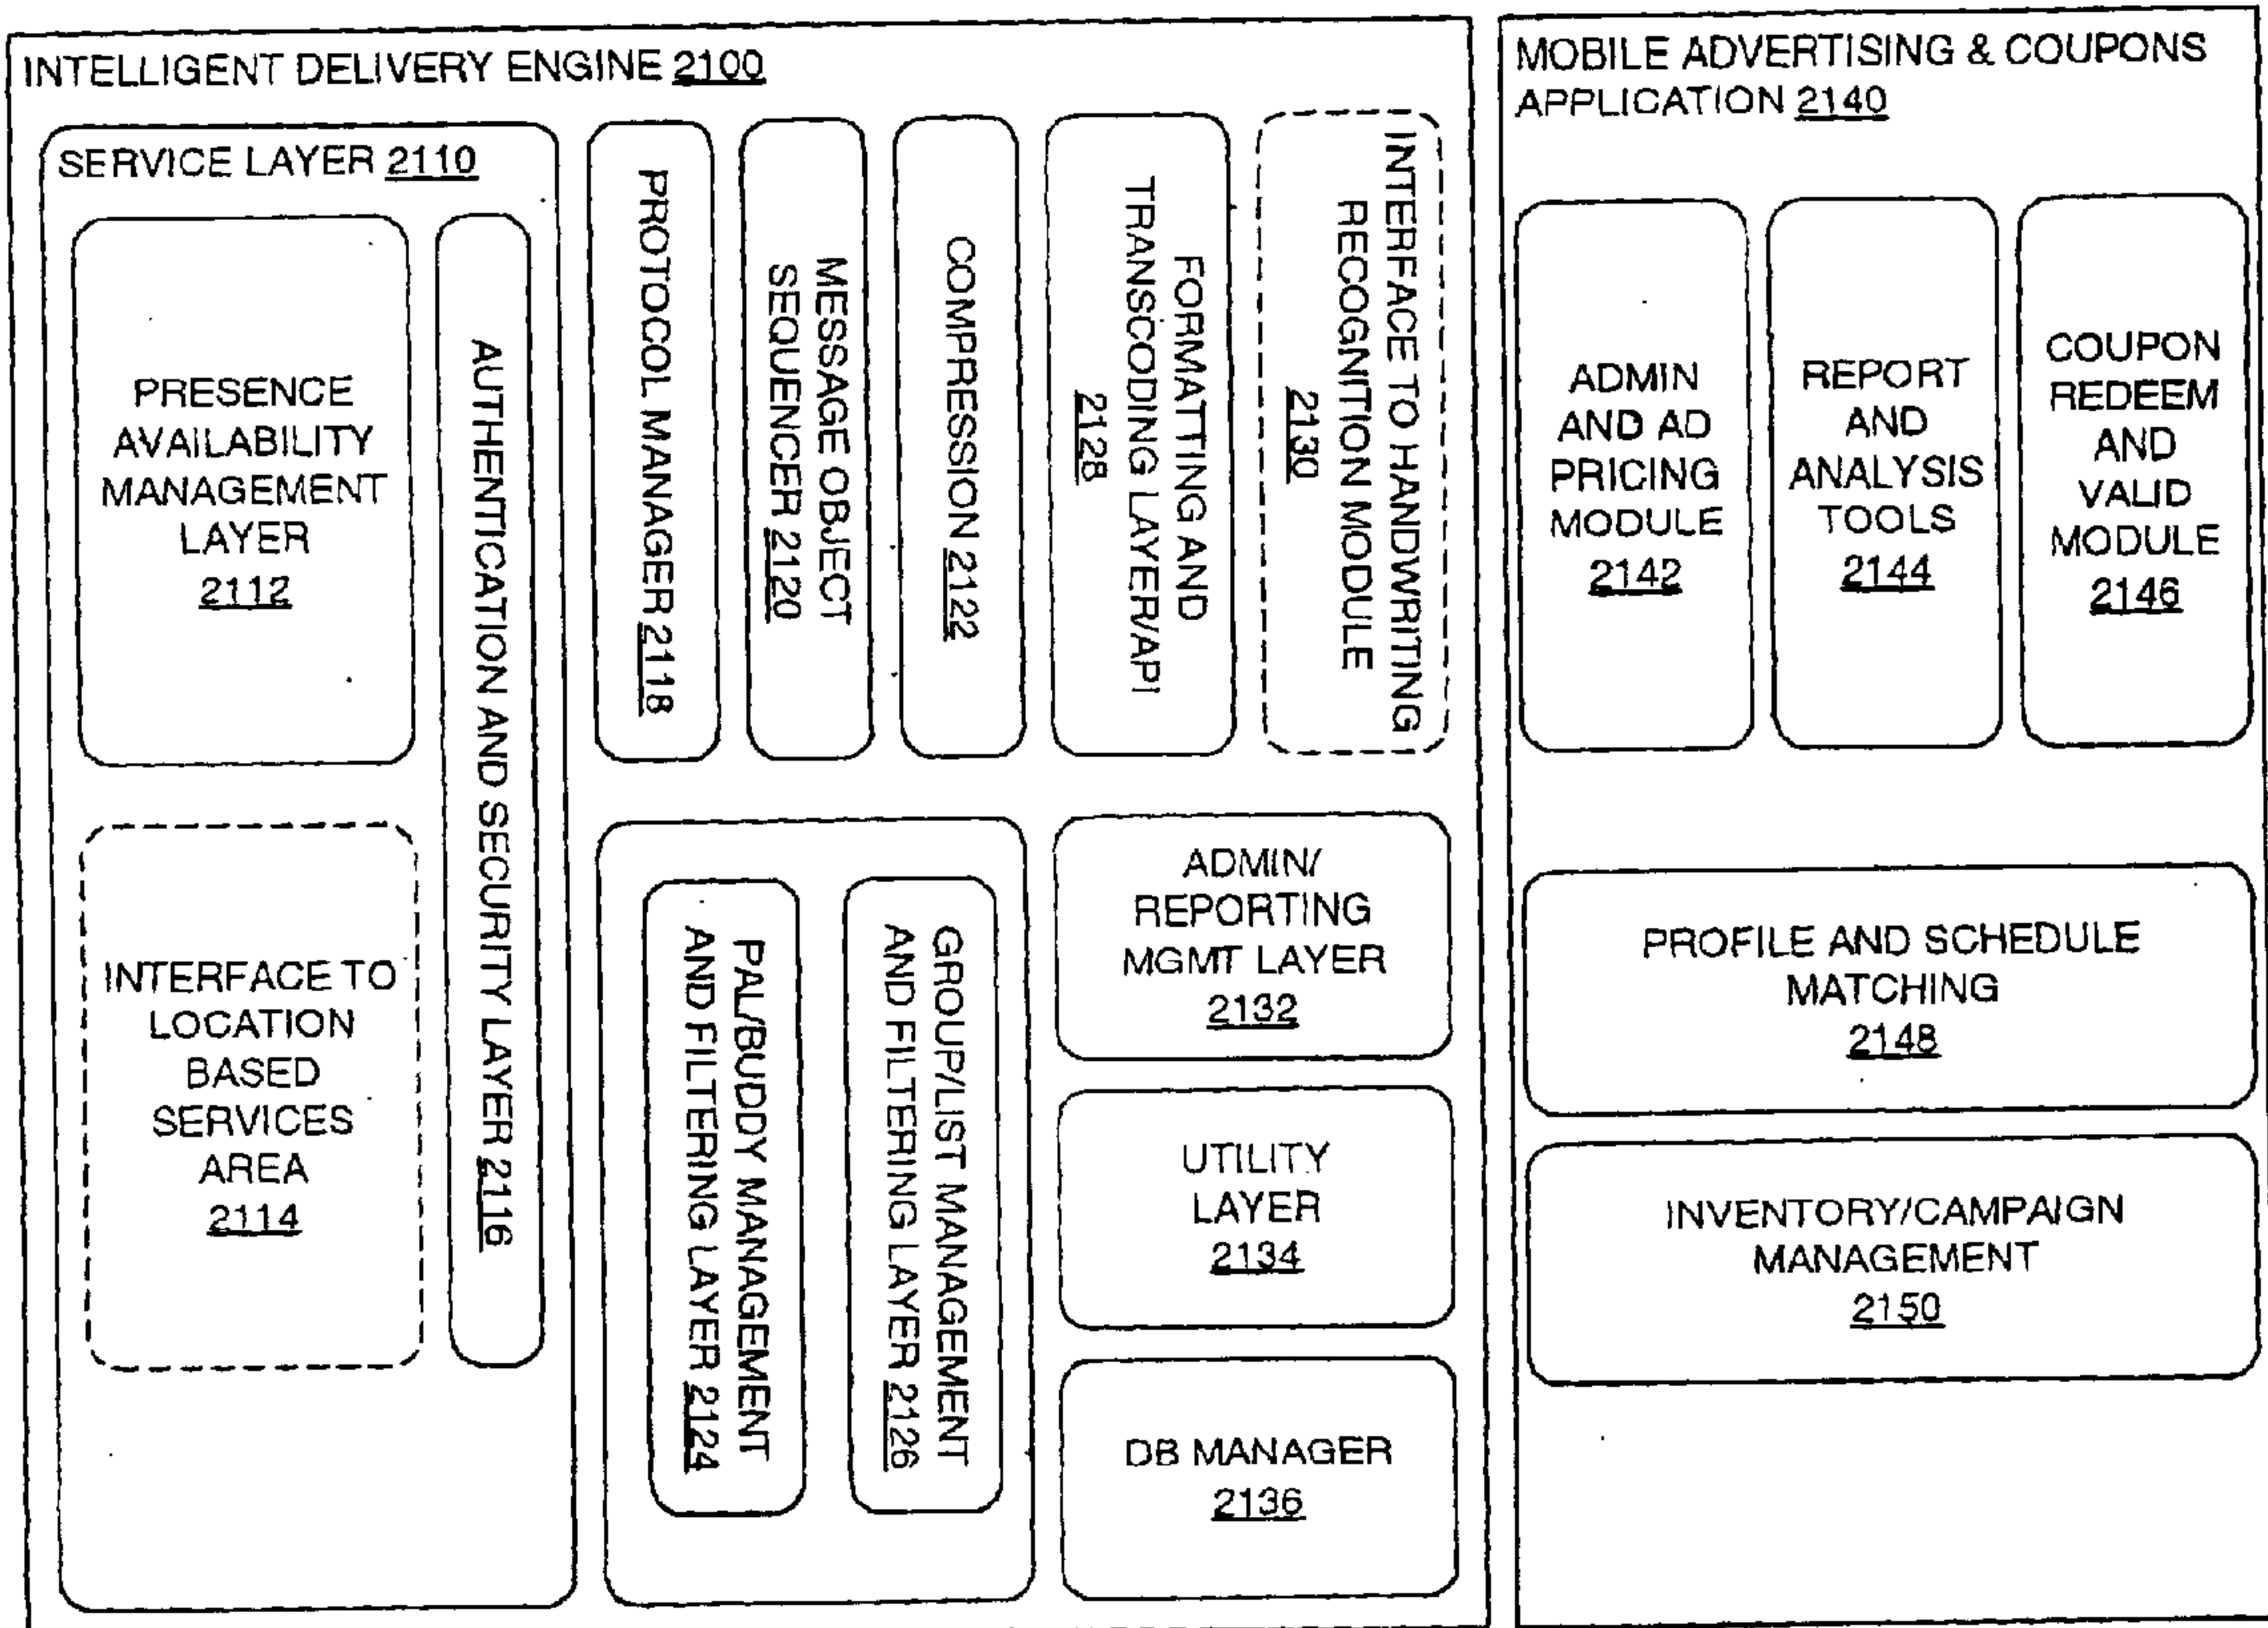 INTELLIGENT DELIVERY ENGINE 2100
SERVICE LAYER 2110
PRESENCE
AVAILABILITY
MANAGEMENT
LAYER
2112
INTERFACE TO
LOCATION
BASED
SERVICES
AREA
2114
AUTHENTICATION AND SECURITY LAYER 2116
PROTOCOL MANAGER 2118
MESSAGE OBJECT
SEQUENCER 2120
COMPRESSION 2122
FORMATTING AND
TRANSCODING LAYER/API
2128
INTERFACE TO HANDWRITING
RECOGNITION MODULE
2130
PAL/BUDDY MANAGEMENT
AND FILTERING LAYER 2124
GROUP/LIST MANAGEMENT
AND FILTERING LAYER 2126
ADMIN/
REPORTING
MGMT LAYER
2132
UTILITY
LAYER
2134
DB MANAGER
2136
MOBILE ADVERTISING & COUPONS
APPLICATION 2140
ADMIN
AND AD
PRICING
MODULE
2142
REPORT
AND
ANALYSIS
TOOLS
2144
COUPON
REDEEM
AND
VALID
MODULE
2146
PROFILE AND SCHEDULE
MATCHING
2148
INVENTORY/CAMPAIGN
MANAGEMENT
2150